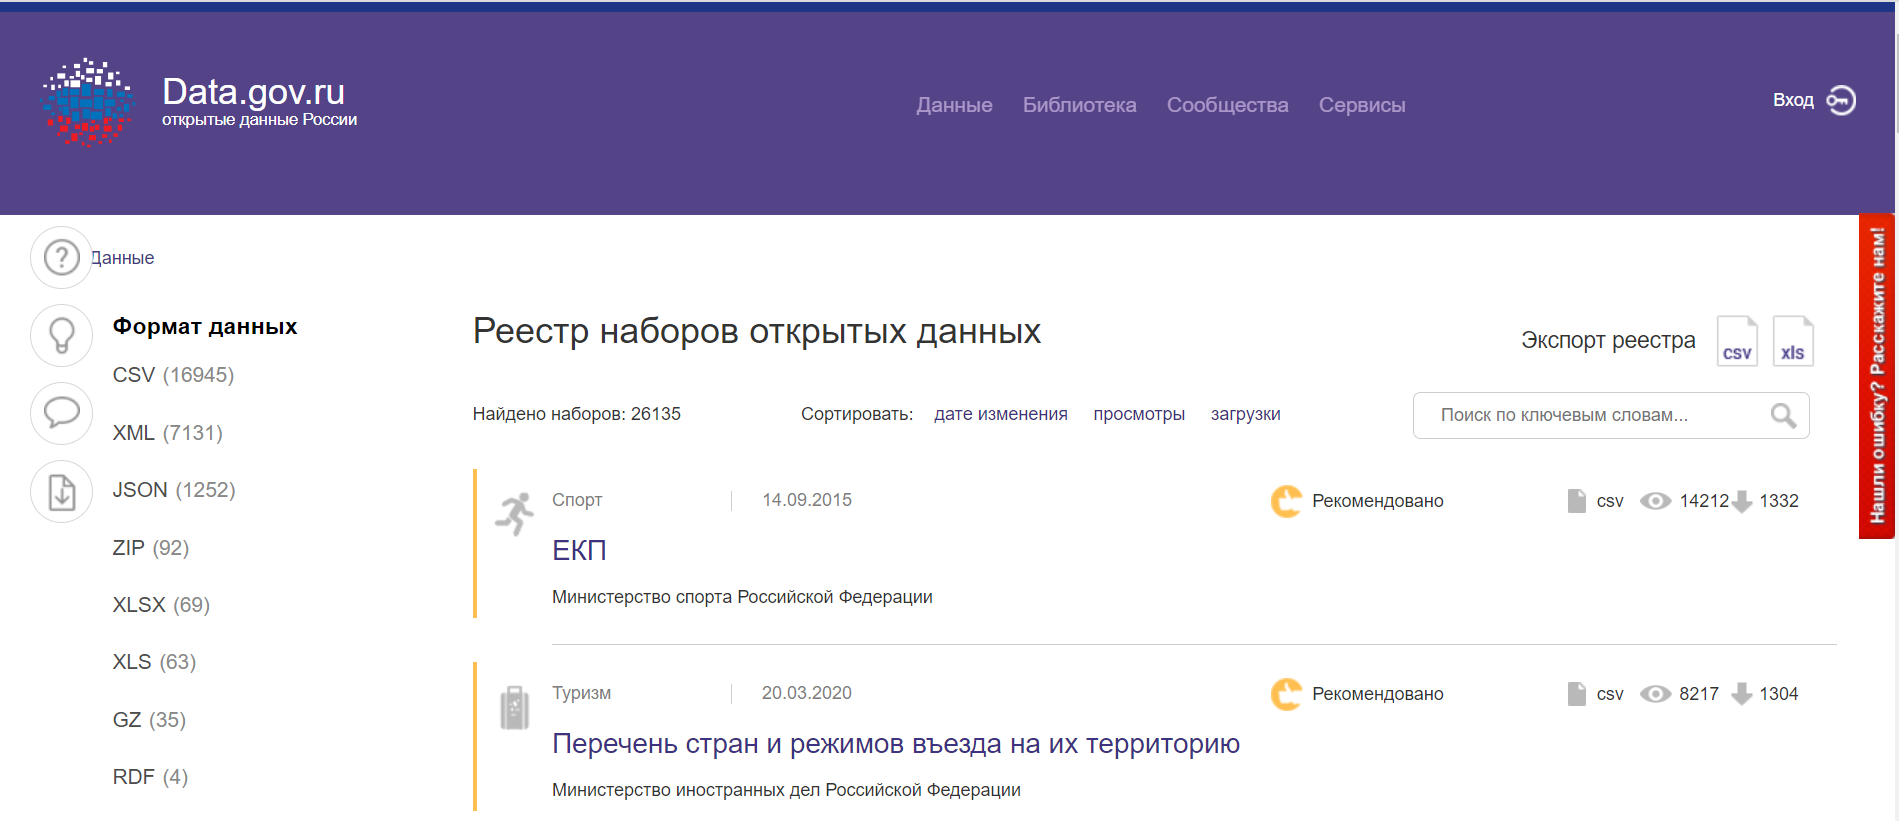 Data.gov.ru
открытые данные России
Данные Библиотека Сообщества Сервисы
Вход
Данные
Формат данных
CSV (16945)
XML (7131)
JSON (1252)
ZIP (92)
XLSX (69)
XLS (63)
GZ (35)
RDF (4)
Реестр наборов открытых данных
Экспорт реестра csv xls
Найдено наборов: 26135 Сортировать: дате изменения просмотры загрузки
Поиск по ключевым словам...
Спорт 14.09.2015 Рекомендовано csv 14212 1332
ЕКП
Министерство спорта Российской Федерации
Туризм 20.03.2020 Рекомендовано csv 8217 1304
Перечень стран и режимов въезда на их территорию
Министерство иностранных дел Российской Федерации
Нашли ошибку? Расскажите нам!